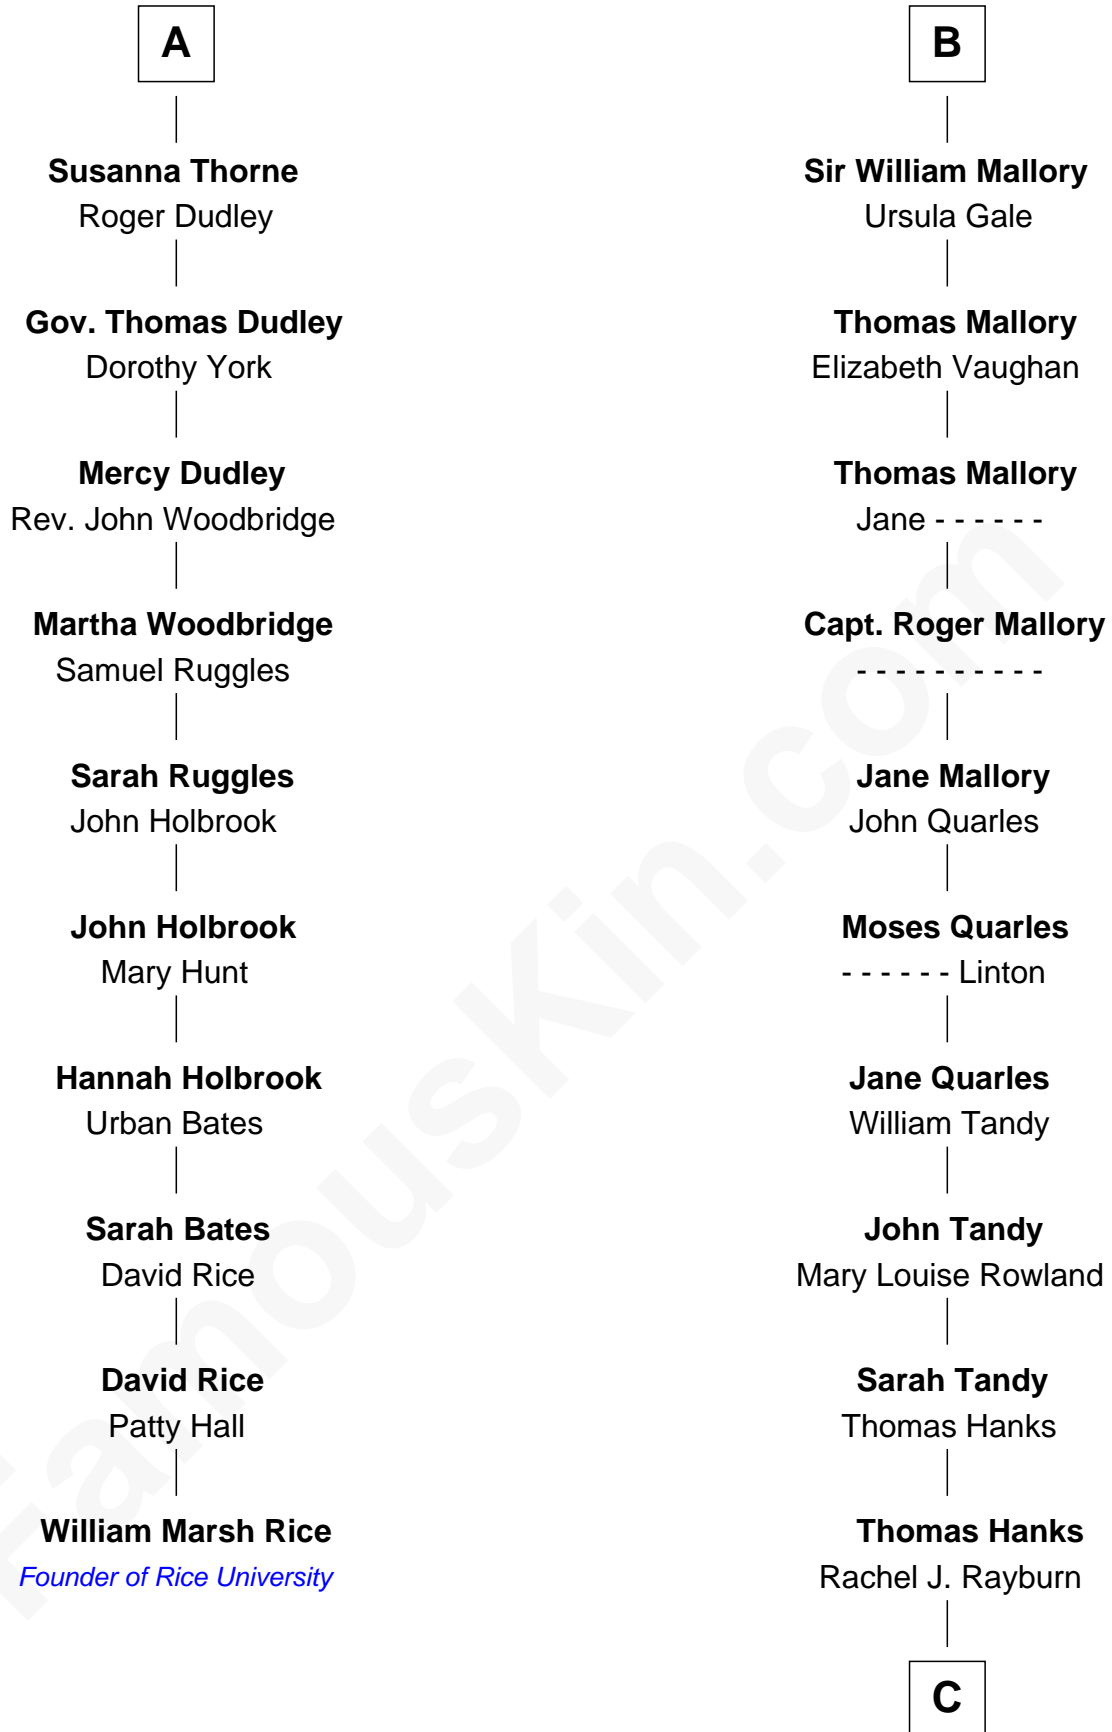 A
Susanna Thorne
Roger Dudley
Gov. Thomas Dudley
Dorothy York
Mercy Dudley
Rev. John Woodbridge
Martha Woodbridge
Samuel Ruggles
Sarah Ruggles
John Holbrook
John Holbrook
Mary Hunt
Hannah Holbrook
Urban Bates
Sarah Bates
David Rice
David Rice
Patty Hall
William Marsh Rice
Founder of Rice University
B
Sir William Mallory
Ursula Gale
Thomas Mallory
Elizabeth Vaughan
Thomas Mallory
Jane - - - - - -
Capt. Roger Mallory
- - - - - - - - - -
Jane Mallory
John Quarles
Moses Quarles
- - - - - - Linton
Jane Quarles
William Tandy
John Tandy
Mary Louise Rowland
Sarah Tandy
Thomas Hanks
Thomas Hanks
Rachel J. Rayburn
C
FamousKin.com